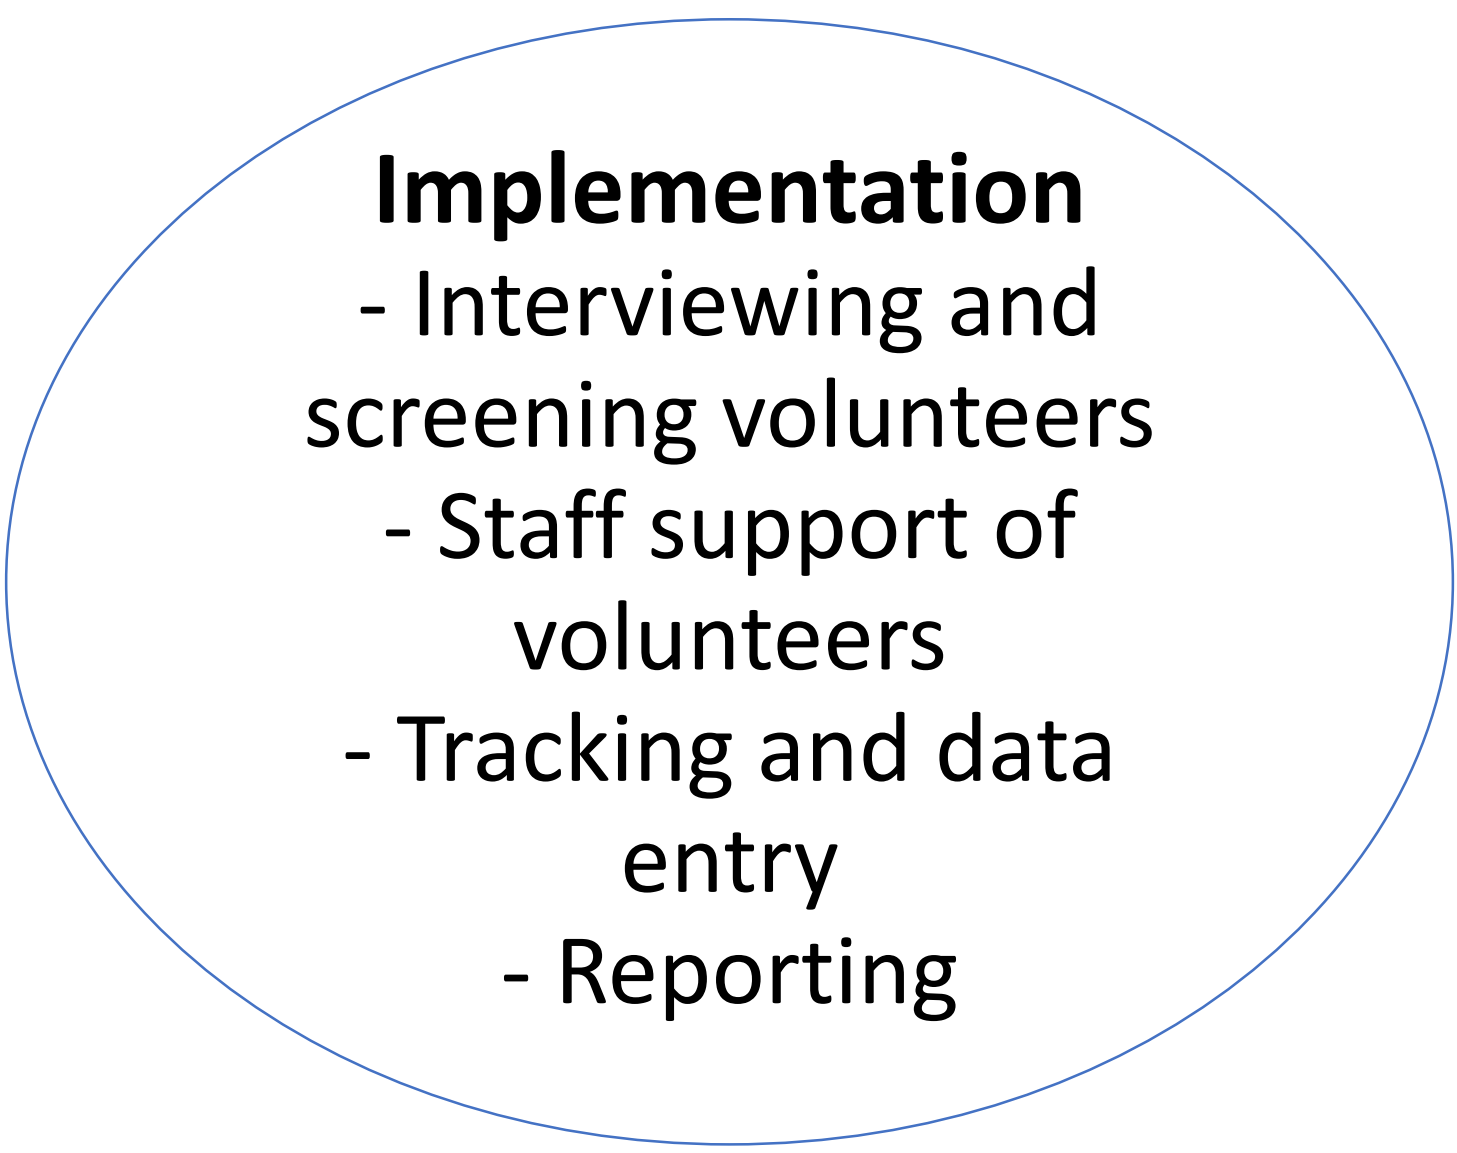 Implementation
- Interviewing and
screening volunteers
- Staff support of
volunteers
- Tracking and data
entry
- Reporting